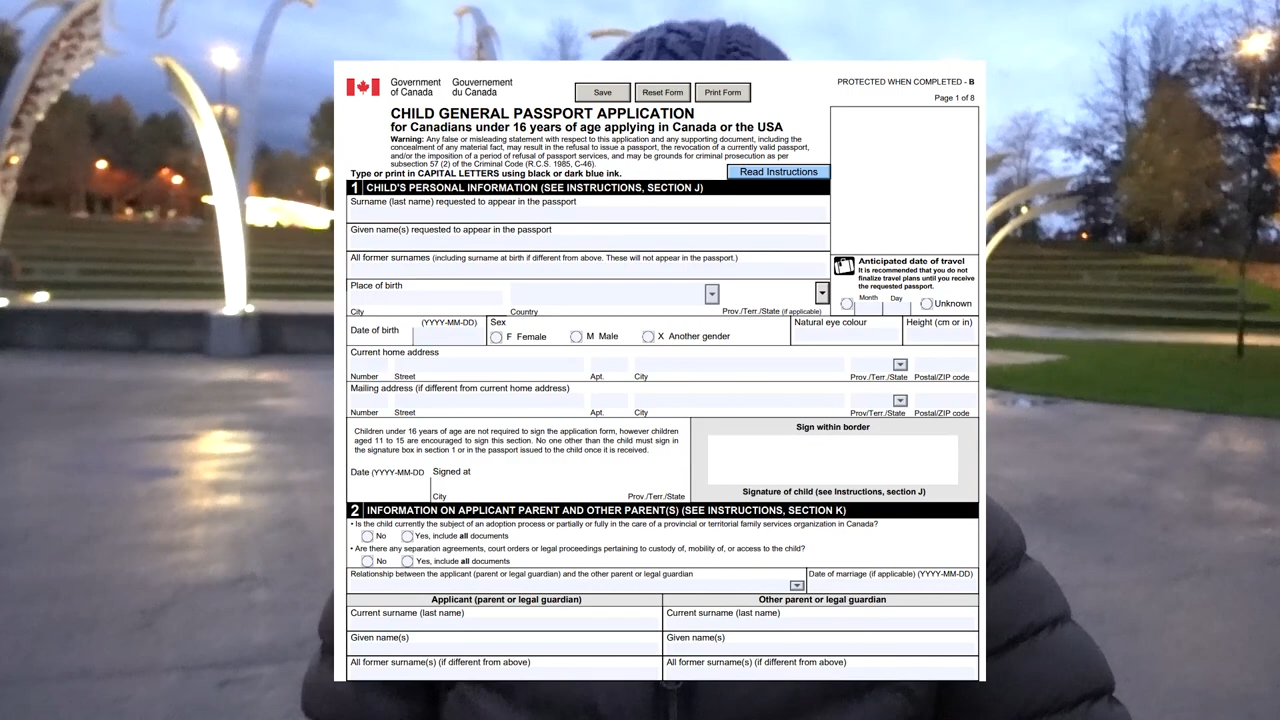 Government of Canada
Gouvernement du Canada
Save
Reset Form
Print Form
PROTECTED WHEN COMPLETED - B
Page 1 of 8
CHILD GENERAL PASSPORT APPLICATION
for Canadians under 16 years of age applying in Canada or the USA
Warning: Any false or misleading statement with respect to this application and any supporting document, including the
concealment of any material fact, may result in the refusal to issue a passport, the revocation of a currently valid passport,
and/or the imposition of a period of refusal of passport services, and may be grounds for criminal prosecution as per
subsection 57 (2) of the Criminal Code (R.C.S. 1985, C-46).
Type or print in CAPITAL LETTERS using black or dark blue ink.
Read Instructions
1 CHILD'S PERSONAL INFORMATION (SEE INSTRUCTIONS, SECTION J)
Surname (last name) requested to appear in the passport
Given name(s) requested to appear in the passport
All former surnames (including surname at birth if different from above. These will not appear in the passport.)
Anticipated date of travel
It is recommended that you do not
finalize travel plans until you receive
the requested passport.
Month Day Unknown
Place of birth
City Country Prov./Terr./State (if applicable)
Date of birth (YYYY-MM-DD)
Sex
F Female M Male X Another gender
Natural eye colour
Height (cm or in)
Current home address
Number Street Apt. City Prov./Terr./State Postal/ZIP code
Mailing address (if different from current home address)
Number Street Apt. City Prov/Terr./State Postal/ZIP code
Children under 16 years of age are not required to sign the application form, however children
aged 11 to 15 are encouraged to sign this section. No one other than the child must sign in
the signature box in section 1 or in the passport issued to the child once it is received.
Date (YYYY-MM-DD Signed at
City Prov./Terr./State
Sign within border
Signature of child (see Instructions, section J)
2 INFORMATION ON APPLICANT PARENT AND OTHER PARENT(S) (SEE INSTRUCTIONS, SECTION K)
• Is the child currently the subject of an adoption process or partially or fully in the care of a provincial or territorial family services organization in Canada?
No Yes, include all documents
• Are there any separation agreements, court orders or legal proceedings pertaining to custody of, mobility of, or access to the child?
No Yes, include all documents
Relationship between the applicant (parent or legal guardian) and the other parent or legal guardian
Date of marriage (if applicable) (YYYY-MM-DD)
Applicant (parent or legal guardian) Other parent or legal guardian
Current surname (last name) Current surname (last name)
Given name(s) Given name(s)
All former surname(s) (if different from above) All former surname(s) (if different from above)